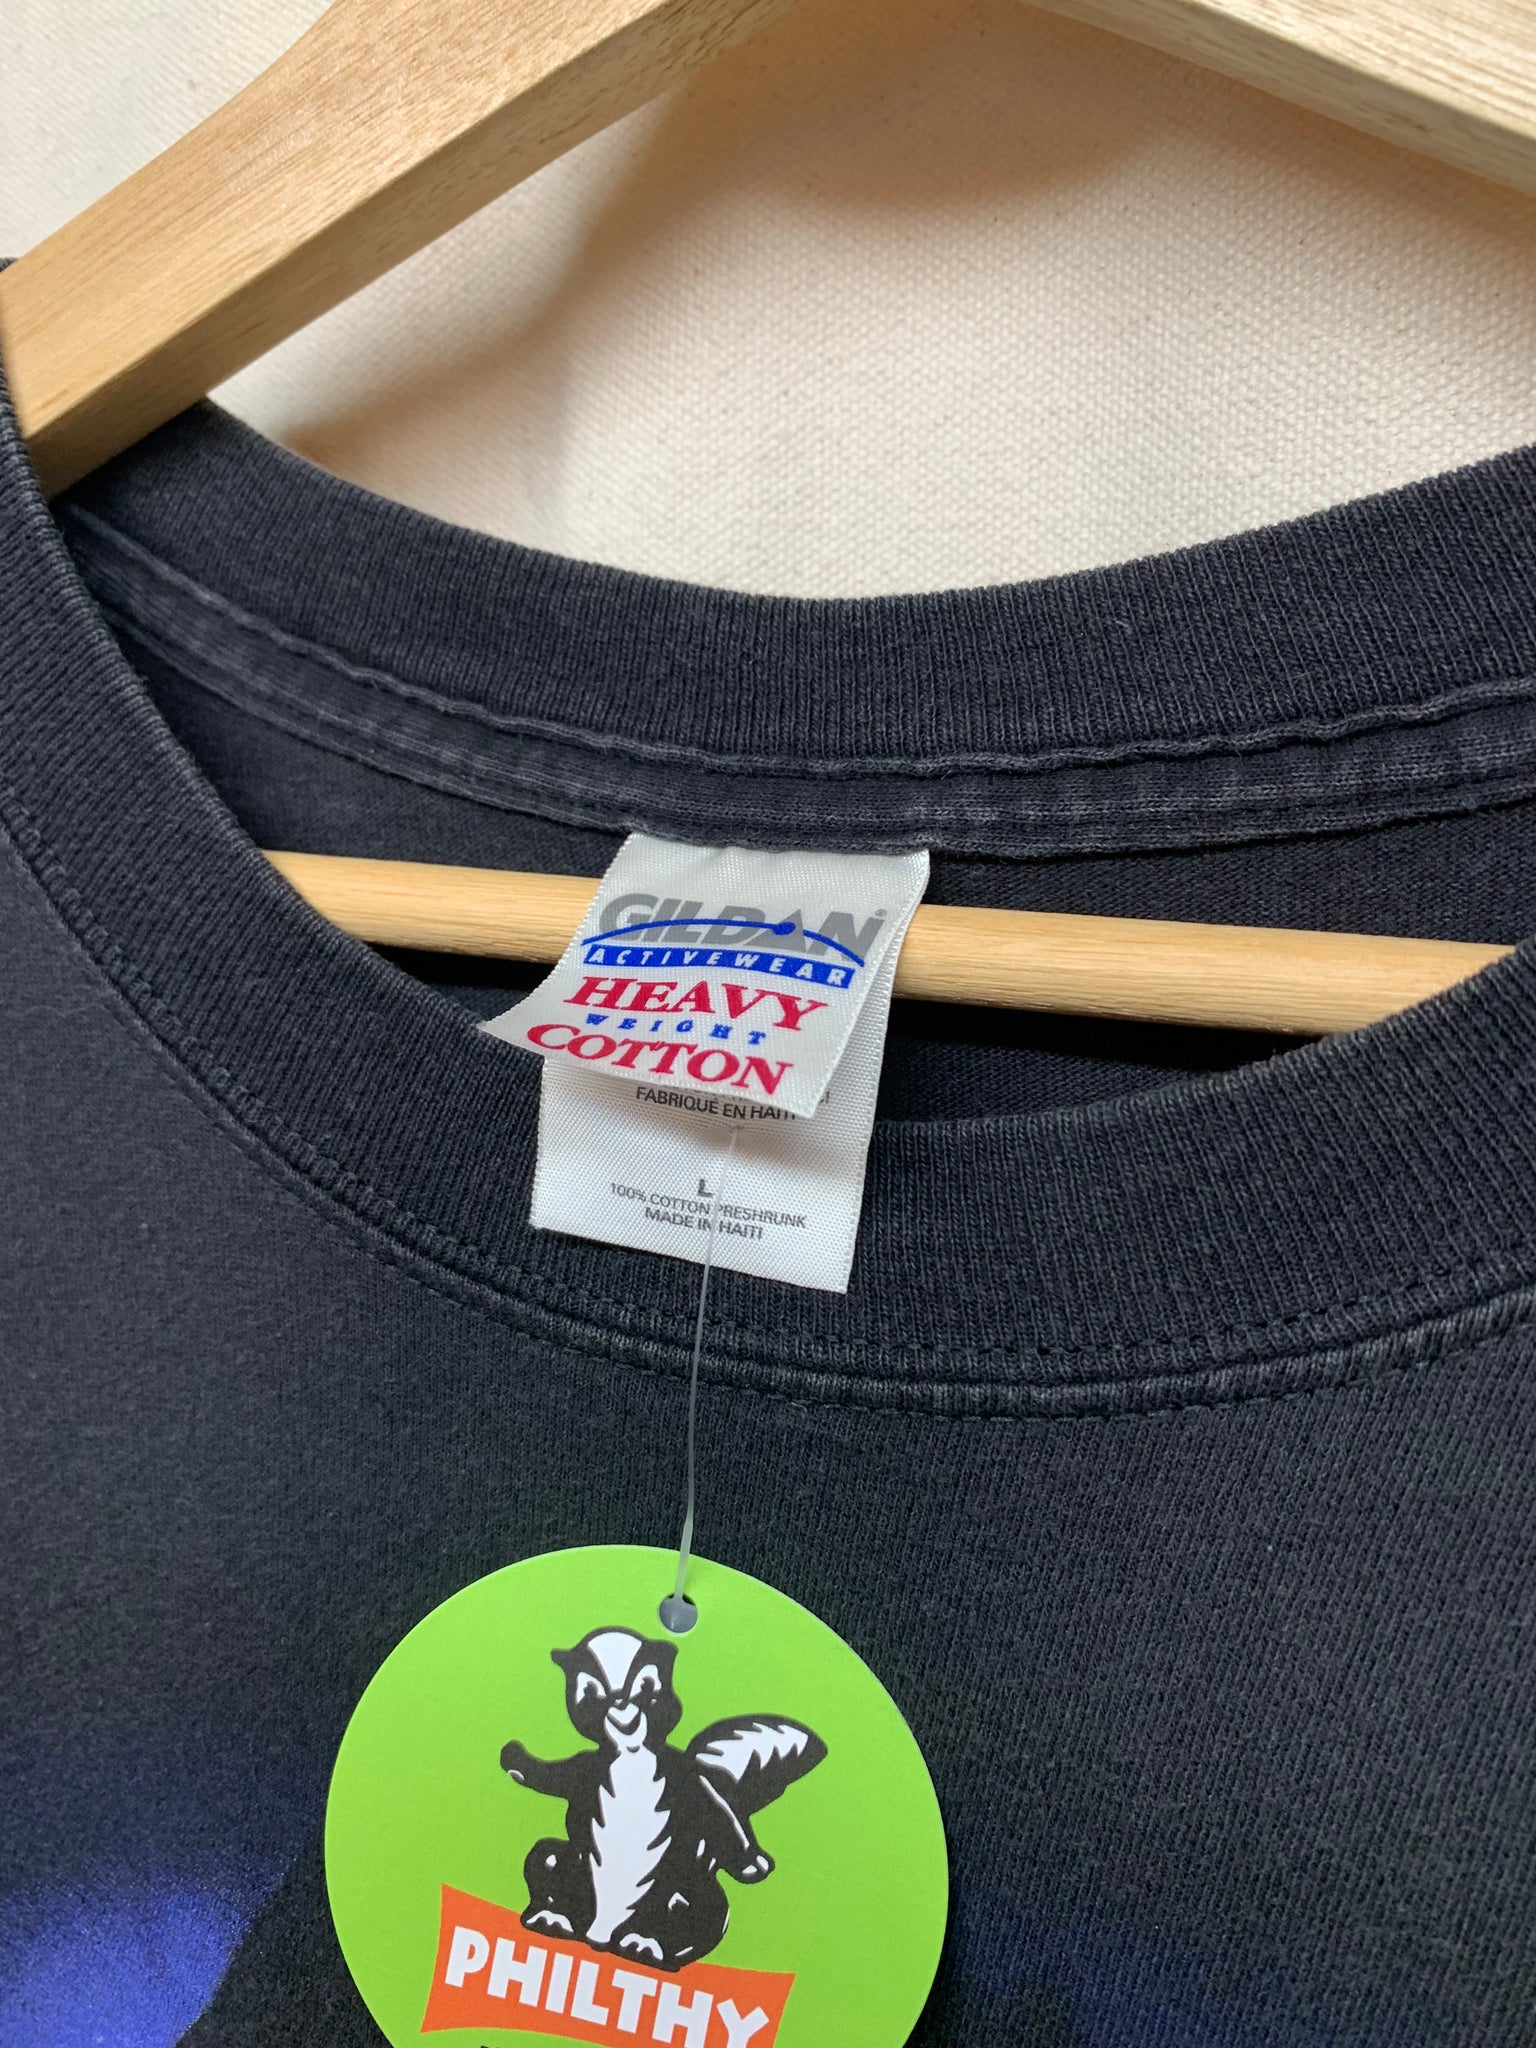 GILDAN
ACTIVEWEAR
HEAVY
WEIGHT
COTTON
FABRIQUÉ EN HAITI
L
100% COTTON PRESHRUNK
MADE IN HAITI
PHILTHY